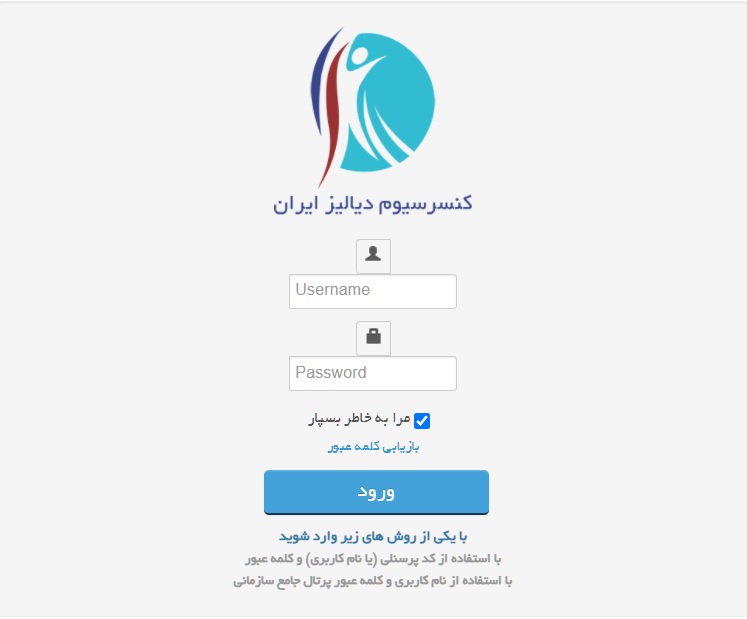 کنسرسیوم دیالیز ایران
Username
Password
مرا به خاطر بسپار
بازیابی کلمه عبور
ورود
با یکی از روش های زیر وارد شوید
با استفاده از کد پرسنلی (یا نام کاربری) و کلمه عبور
با استفاده از نام کاربری و کلمه عبور پرتال جامع سازمانی